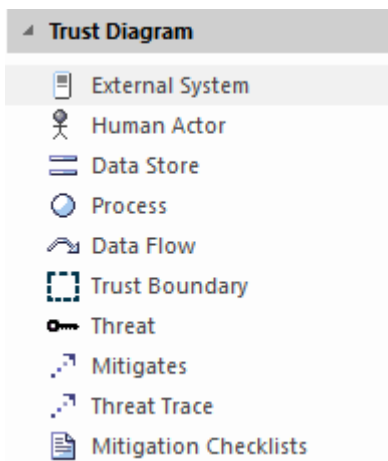 Trust Diagram
External System
Human Actor
Data Store
Process
Data Flow
Trust Boundary
Threat
Mitigates
Threat Trace
Mitigation Checklists